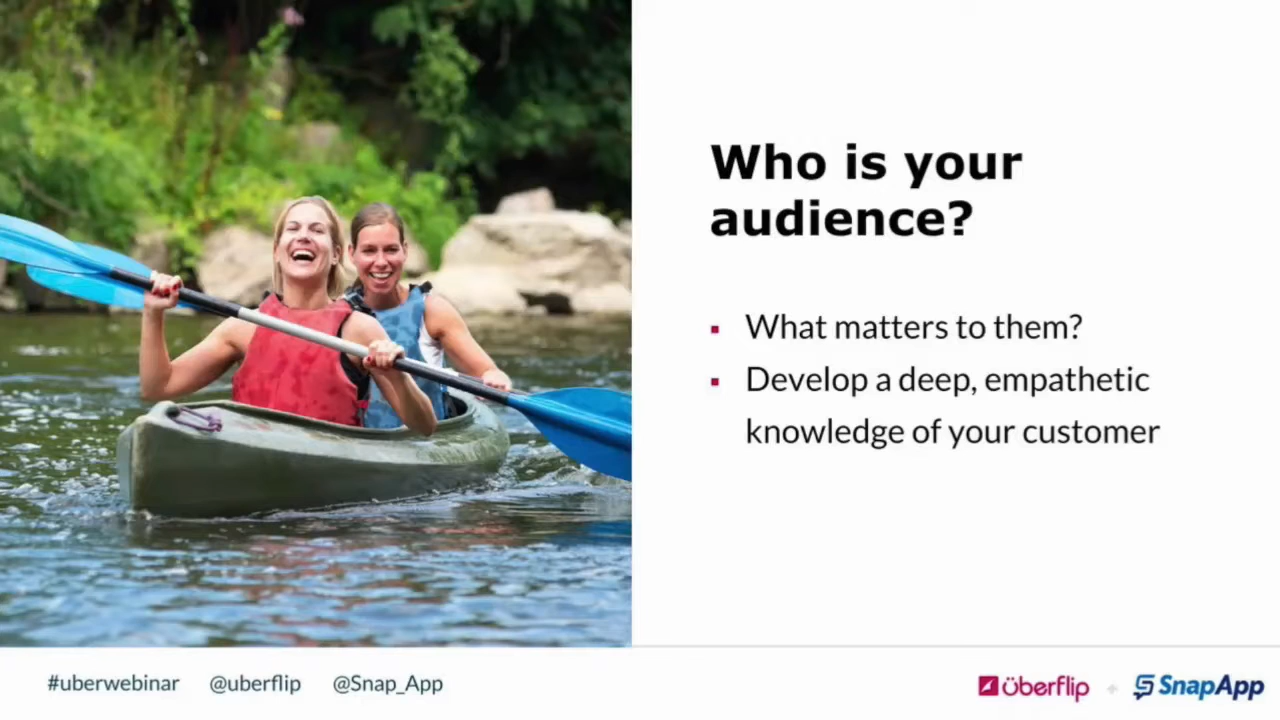 Who is your
audience?
What matters to them?
Develop a deep, empathetic
knowledge of your customer
#uberwebinar @uberflip @Snap_App
überflip + SnapApp